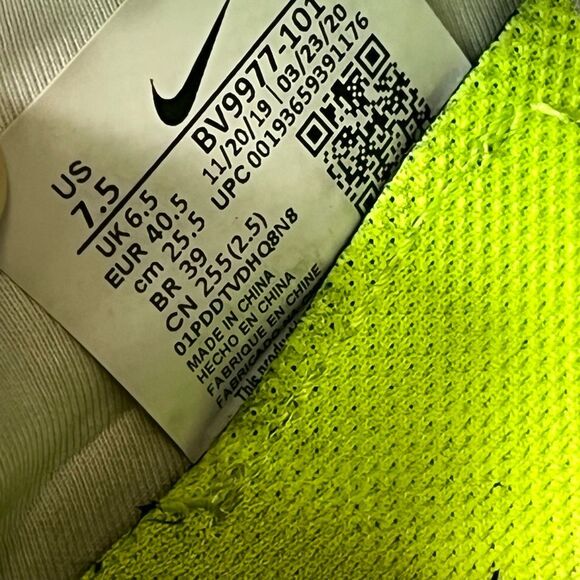 US
7.5
BV9977-101
11/20/19 | 03/23/20
UPC 00193659391176
UK 6.5
EUR 40.5
cm 25.5
BR 39
CN 255(2.5)
01PDDTVDHQ8N8
MADE IN CHINA
HECHO EN CHINA
FABRIQUE EN CHINE